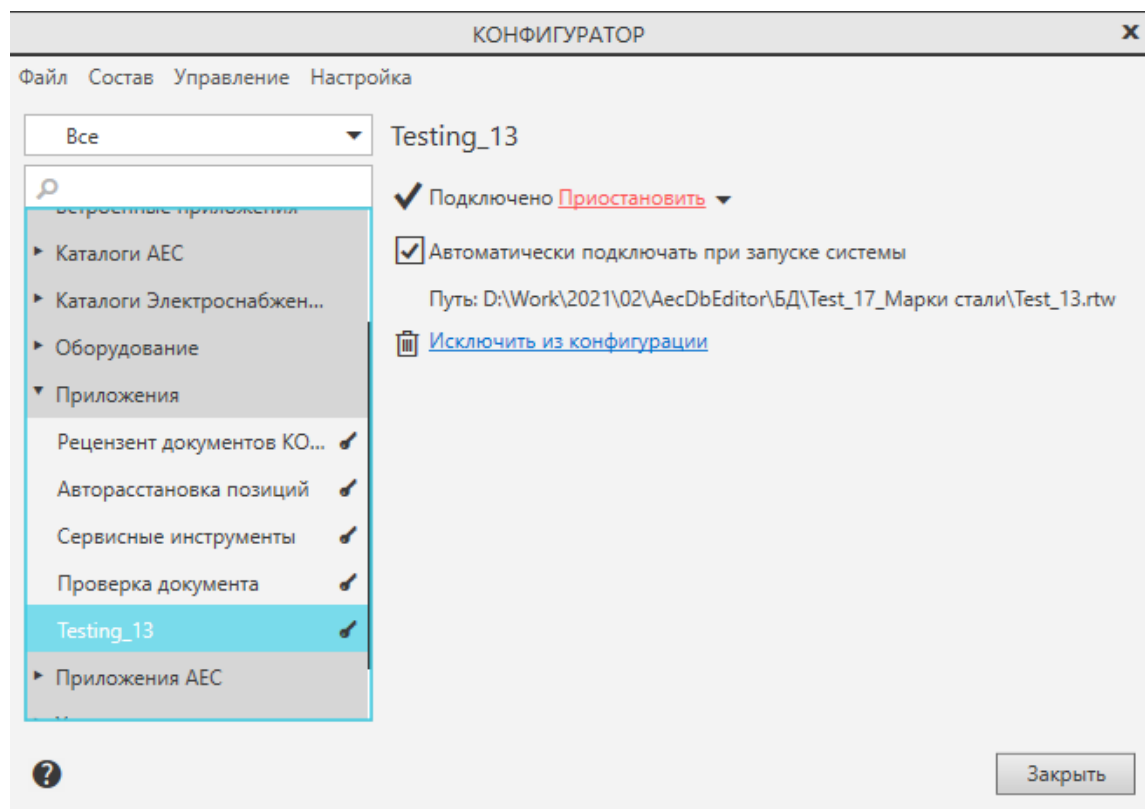 КОНФИГУРАТОР
Файл Состав Управление Настройка
Все
Testing_13
Подключено Приостановить
Встроенные приложения
Автоматически подключать при запуске системы
Каталоги AEC
Каталоги Электроснабжен...
Путь: D:\Work\2021\02\AecDbEditor\БД\Test_17_Марки стали\Test_13.rtw
Оборудование
Исключить из конфигурации
Приложения
Рецензент документов КО...
Авторасстановка позиций
Сервисные инструменты
Проверка документа
Testing_13
Приложения AEC
Закрыть